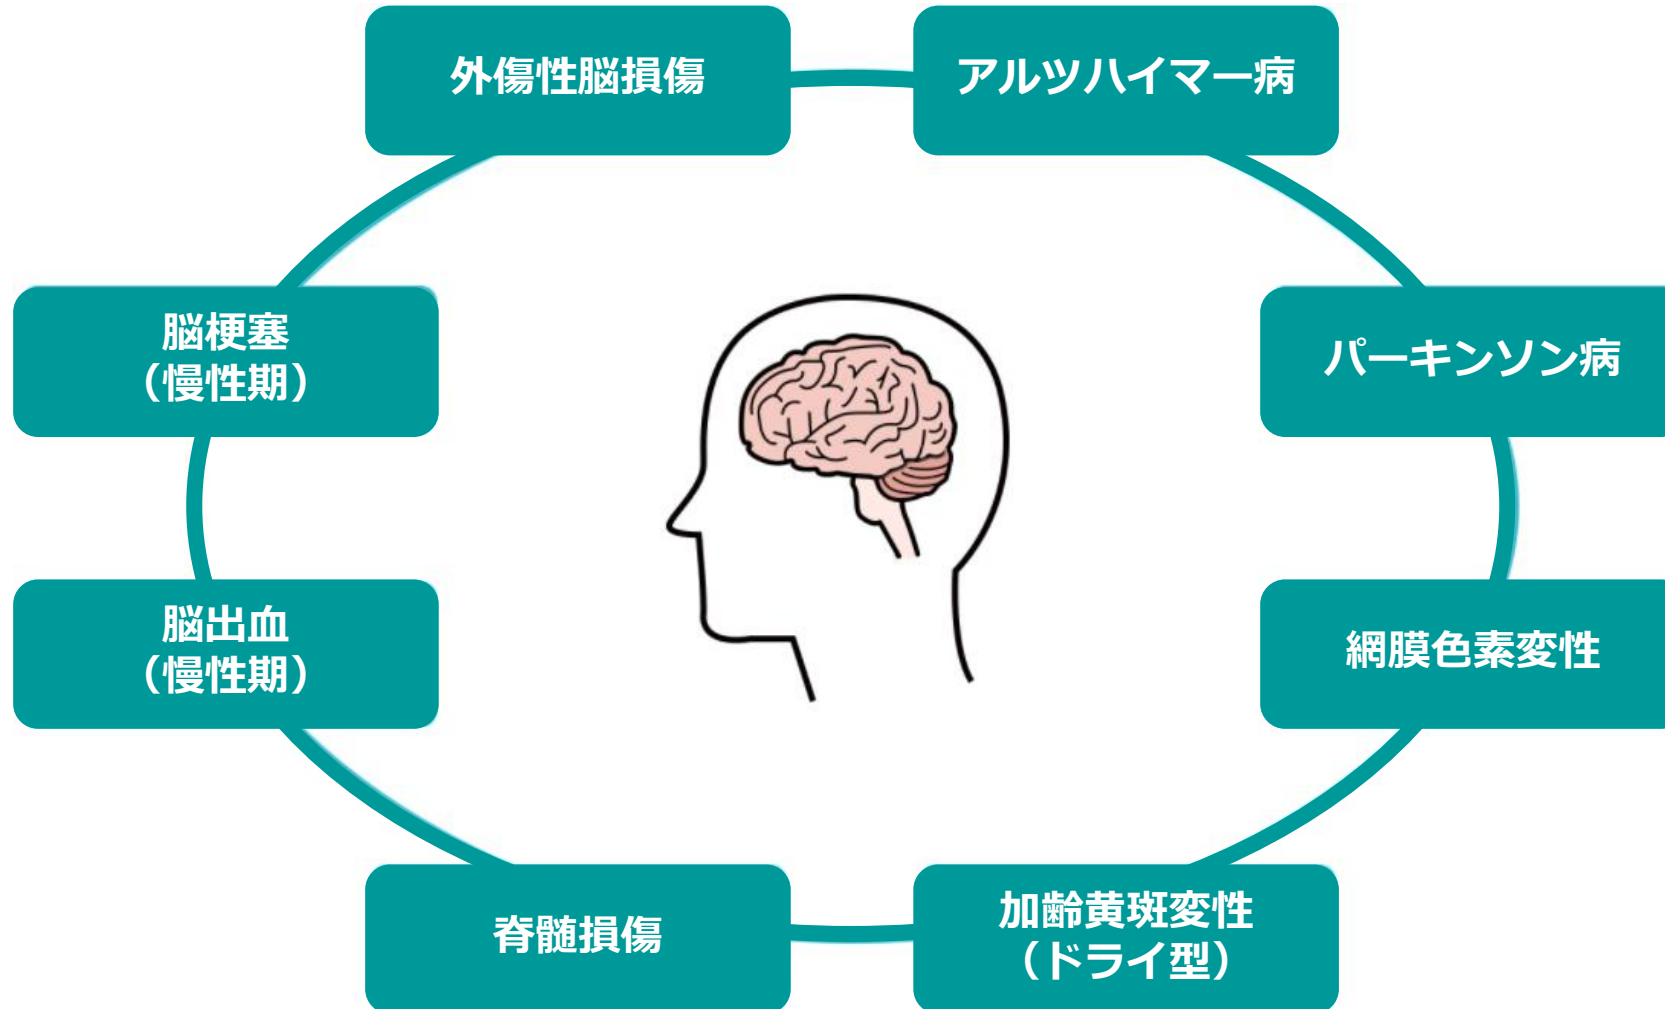 外傷性脳損傷
アルツハイマー病
脳梗塞
（慢性期）
パーキンソン病
脳出血
（慢性期）
網膜色素変性
脊髄損傷
加齢黄斑変性
（ドライ型）